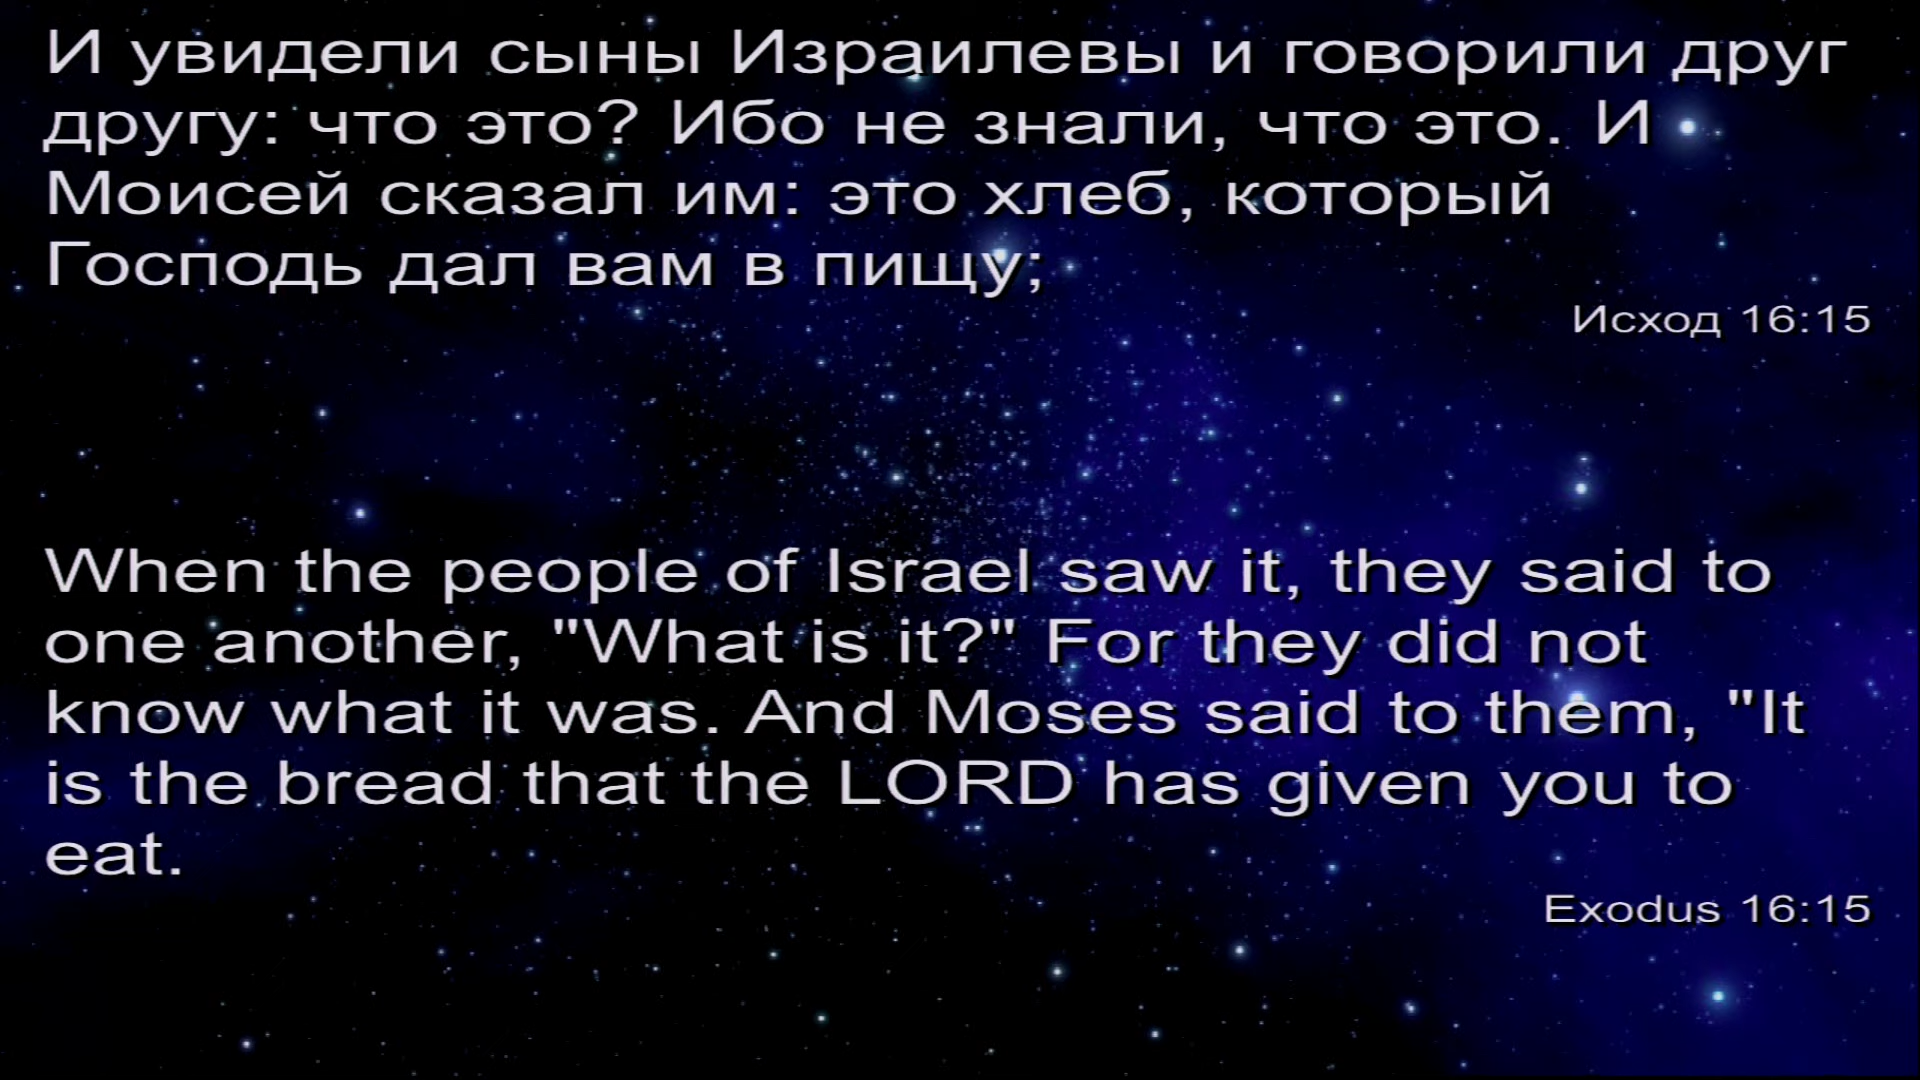 И увидели сыны Израилевы и говорили друг
другу: что это? Ибо не знали, что это. И
Моисей сказал им: это хлеб, который
Господь дал вам в пищу;
Исход 16:15
When the people of Israel saw it, they said to
one another, "What is it?" For they did not
know what it was. And Moses said to them, "It
is the bread that the LORD has given you to
eat.
Exodus 16:15